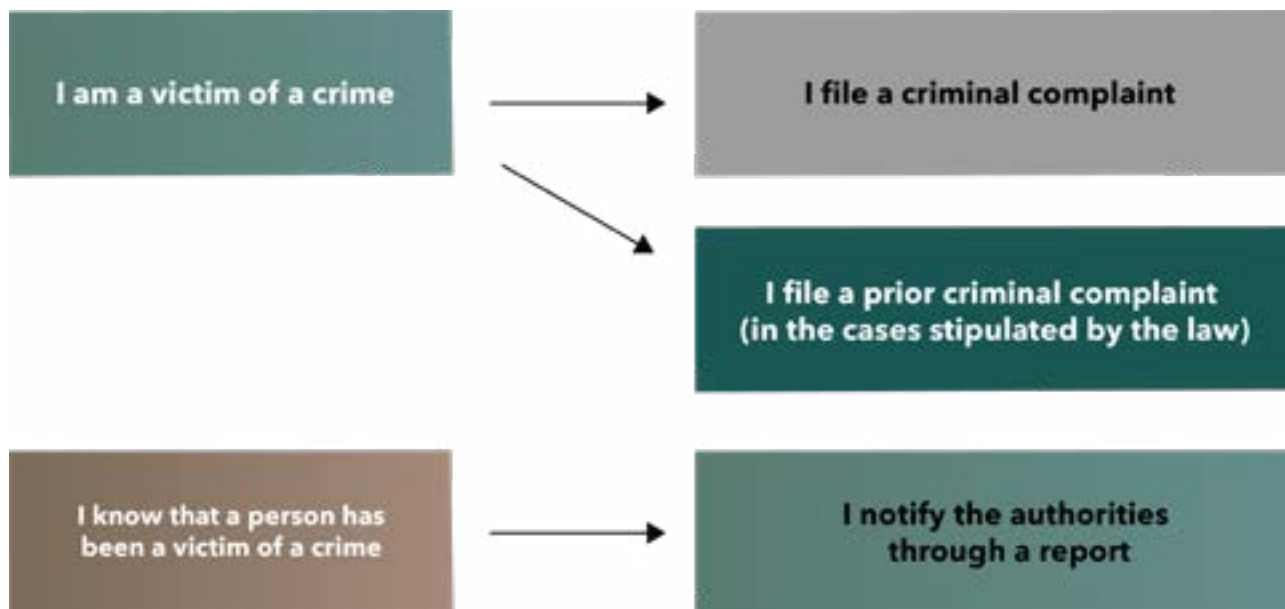 I am a victim of a crime
I file a criminal complaint
I file a prior criminal complaint
(in the cases stipulated by the law)
I know that a person has
been a victim of a crime
I notify the authorities
through a report